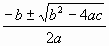 -b ± √(b² - 4ac)
2a